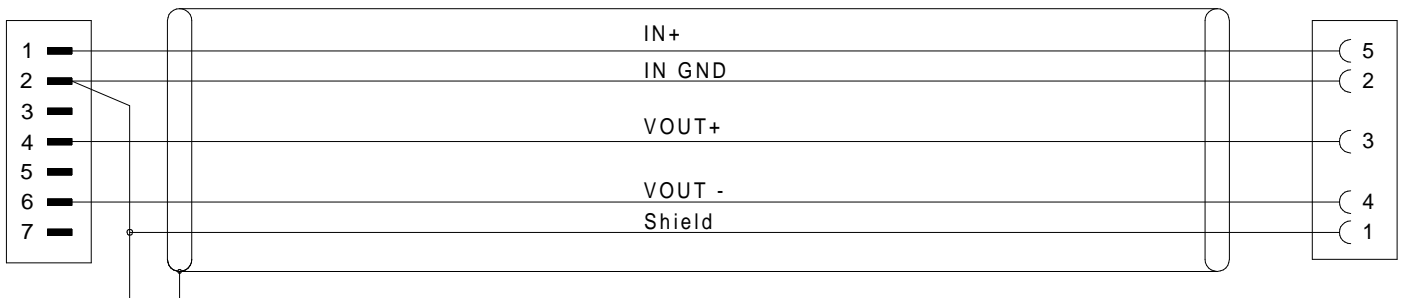 1 IN+ 5
2 IN GND 2
3
4 VOUT+ 3
5
6 VOUT - 4
7 Shield 1